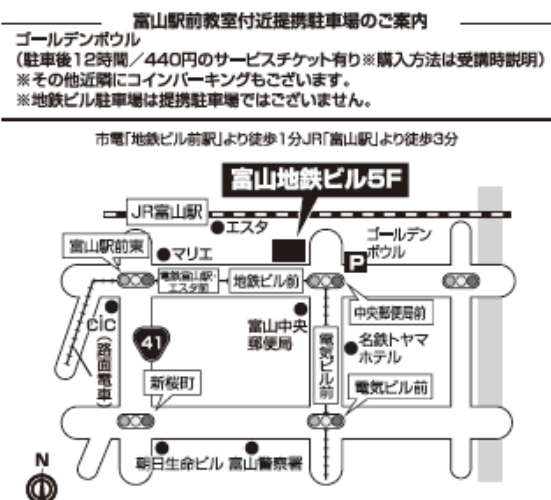 富山駅前教室付近提携駐車場のご案内
ゴールデンボウル
(駐車後12時間/440円のサービスチケット有り※購入方法は受講時説明)
※その他近隣にコインパーキングもございます。
※地鉄ビル駐車場は提携駐車場ではございません。
市電「地鉄ビル前駅」より徒歩1分JR「富山駅」より徒歩3分
富山地鉄ビル5F
JR富山駅
エスタ
富山駅前東
マリエ
ゴールデン
ボウル
P
電鉄富山駅・
エスタ前
地鉄ビル前
中央郵便局前
CiC
(路面電車)
41
富山中央
郵便局
電気ビル前
名鉄トヤマ
ホテル
新桜町
電気ビル前
朝日生命ビル
富山警察署
N